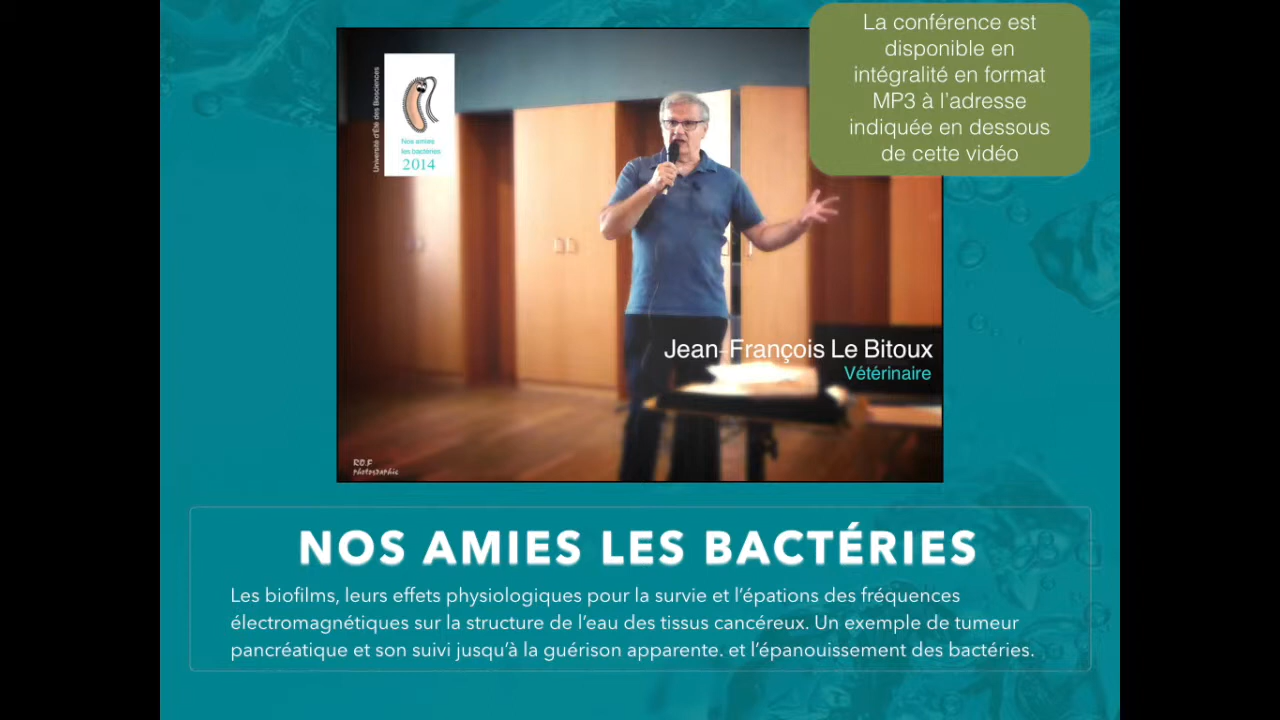 La conférence est
disponible en
intégralité en format
MP3 à l'adresse
indiquée en dessous
de cette vidéo
Université d'Été des Biosciences
Nos amies
les bactéries
2014
Jean-François Le Bitoux
Vétérinaire
R.O.F
photographie
NOS AMIES LES BACTÉRIES
Les biofilms, leurs effets physiologiques pour la survie et l'épations des fréquences
électromagnétiques sur la structure de l'eau des tissus cancéreux. Un exemple de tumeur
pancréatique et son suivi jusqu'à la guérison apparente. et l'épanouissement des bactéries.